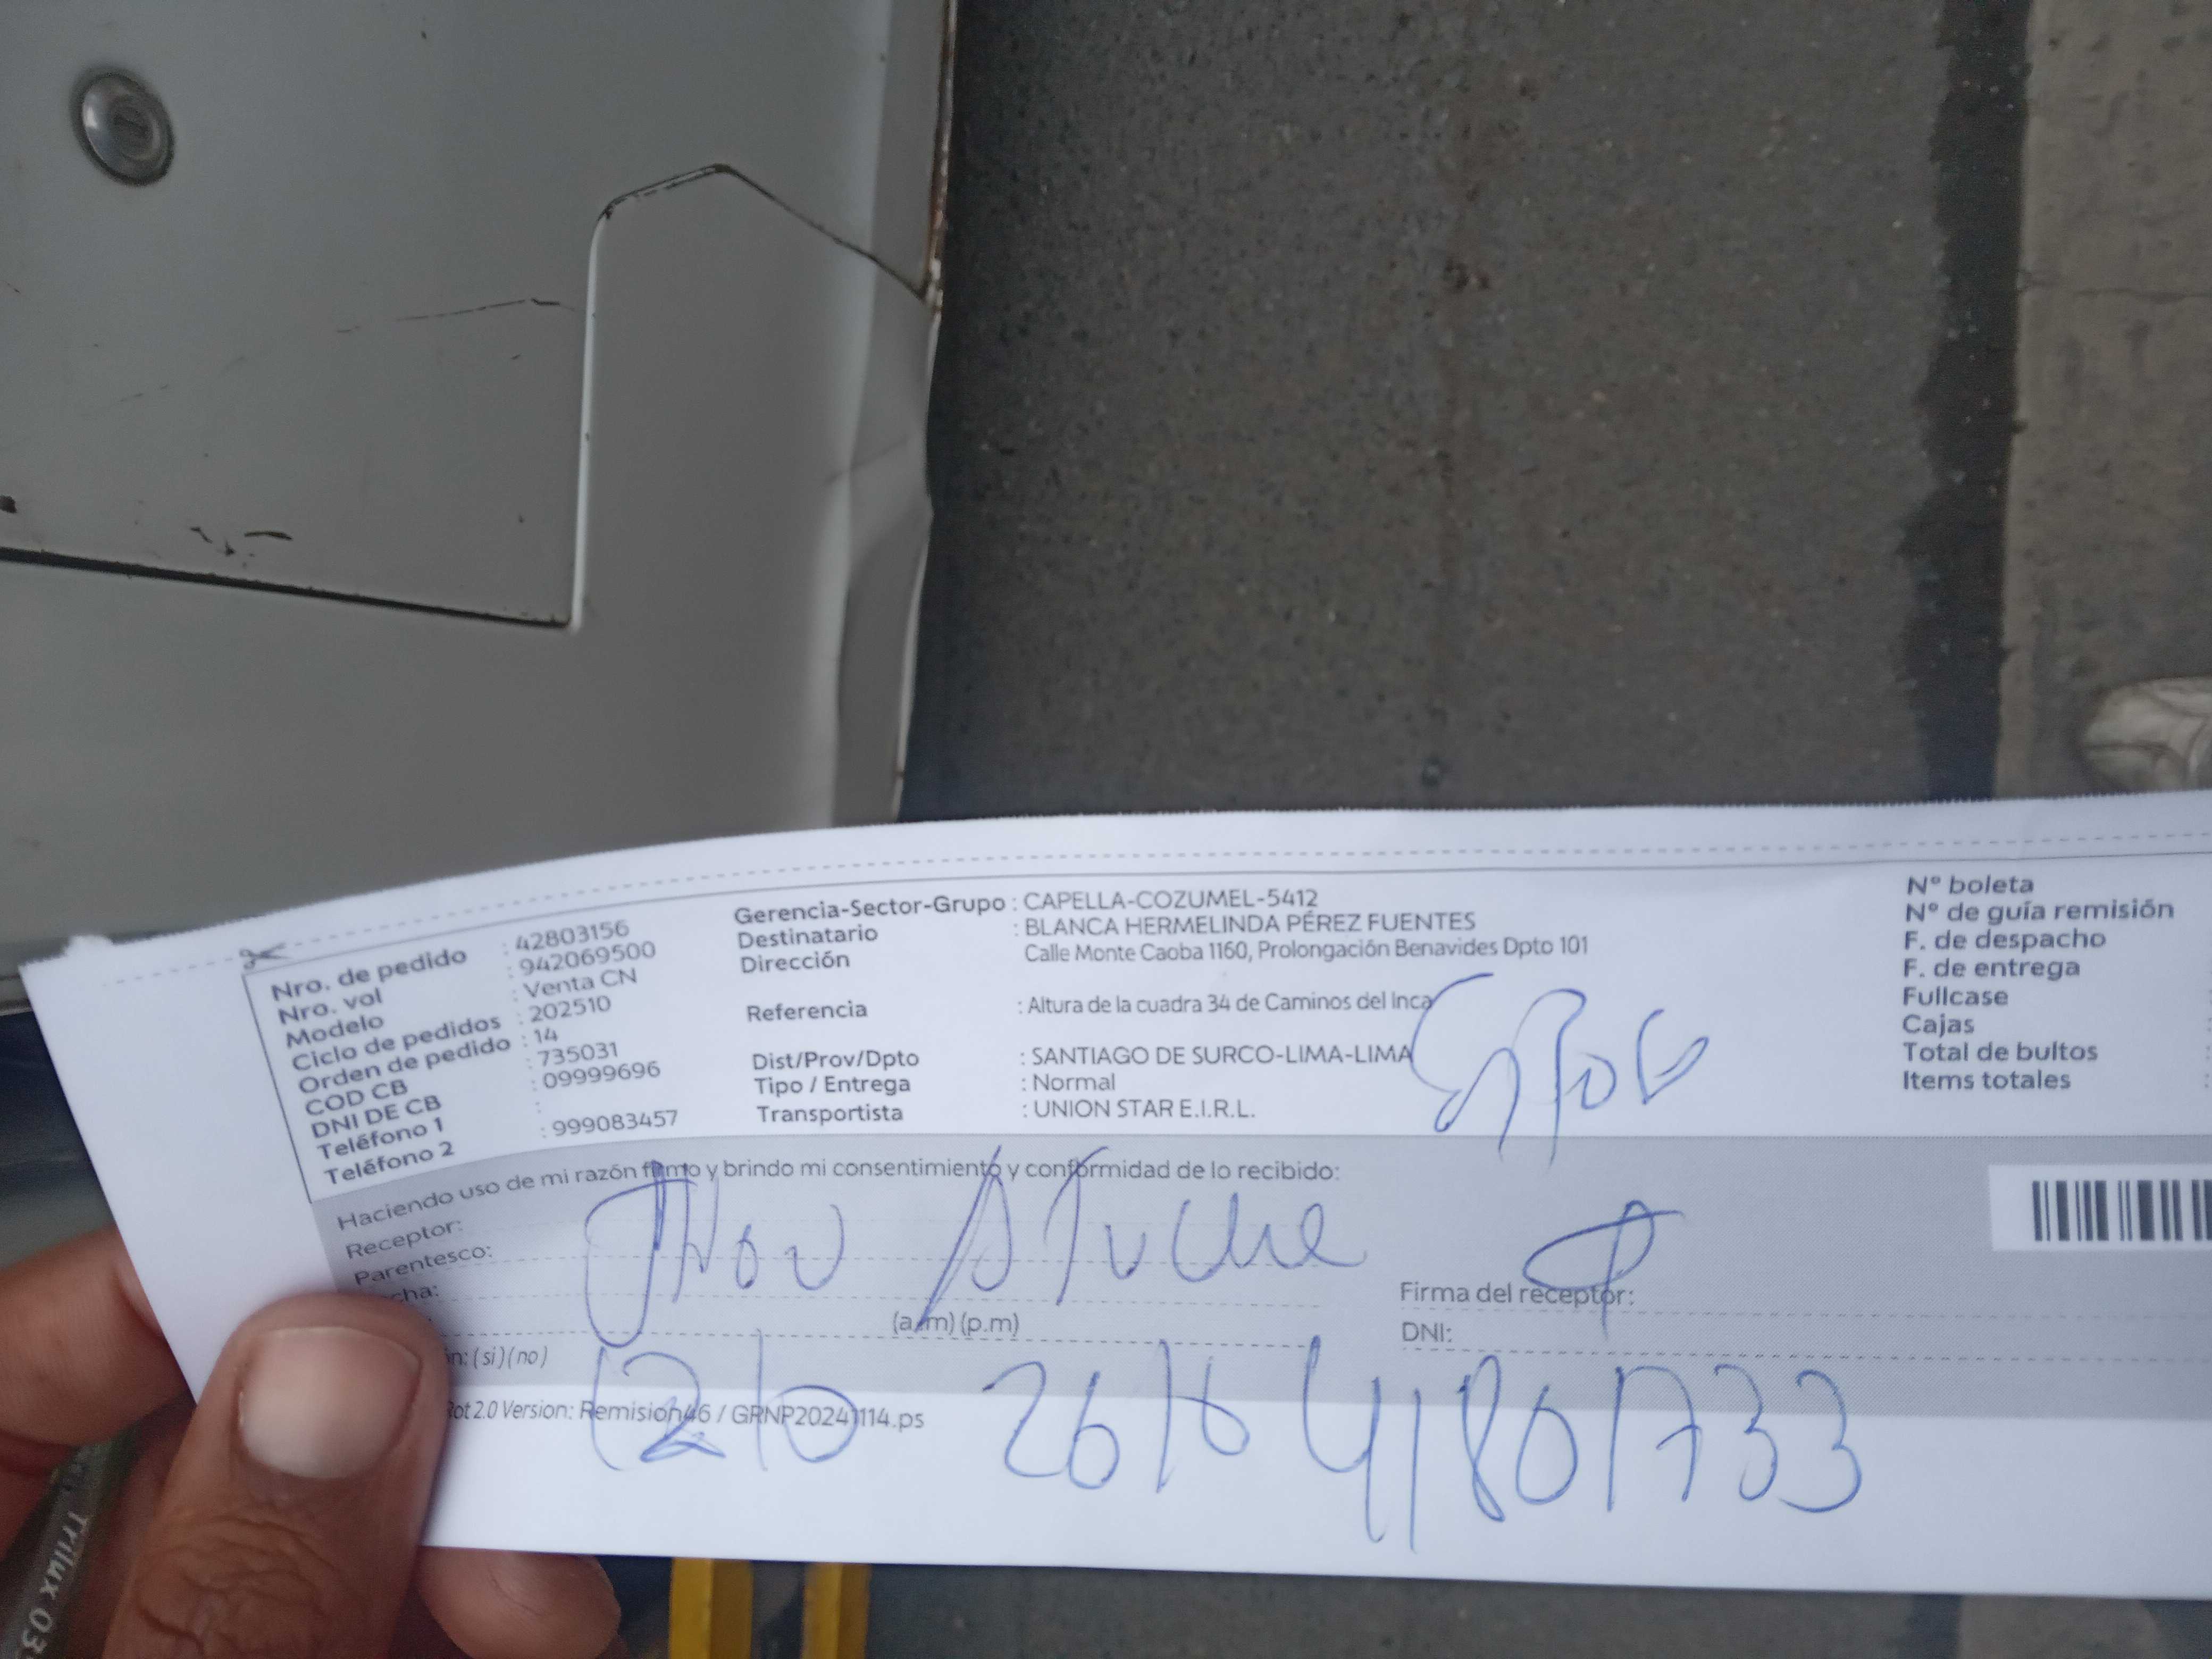 Nro. de pedido : 42803156
Nro. vol : 942069500
Modelo : Venta CN
Ciclo de pedidos : 202510
Orden de pedido : 14
COD CB : 735031
DNI DE CB : 09999696
Teléfono 1 :
Teléfono 2 : 999083457
Gerencia-Sector-Grupo : CAPELLA-COZUMEL-5412
Destinatario : BLANCA HERMELINDA PÉREZ FUENTES
Dirección Calle Monte Caoba 1160, Prolongación Benavides Dpto 101
Referencia : Altura de la cuadra 34 de Caminos del Inca
Dist/Prov/Dpto : SANTIAGO DE SURCO-LIMA-LIMA
Tipo / Entrega : Normal
Transportista : UNION STAR E.I.R.L.
N° boleta
N° de guía remisión
F. de despacho
F. de entrega
Fullcase
Cajas
Total de bultos
Items totales
Haciendo uso de mi razón firmo y brindo mi consentimiento y conformidad de lo recibido:
Receptor:
Parentesco:
cha:
(a.m) (p.m)
n: (si) (no)
Firma del receptor:
DNI:
Rot 2.0 Version: Remision46 / GRNP20241114.ps
41801733
Trilux 03